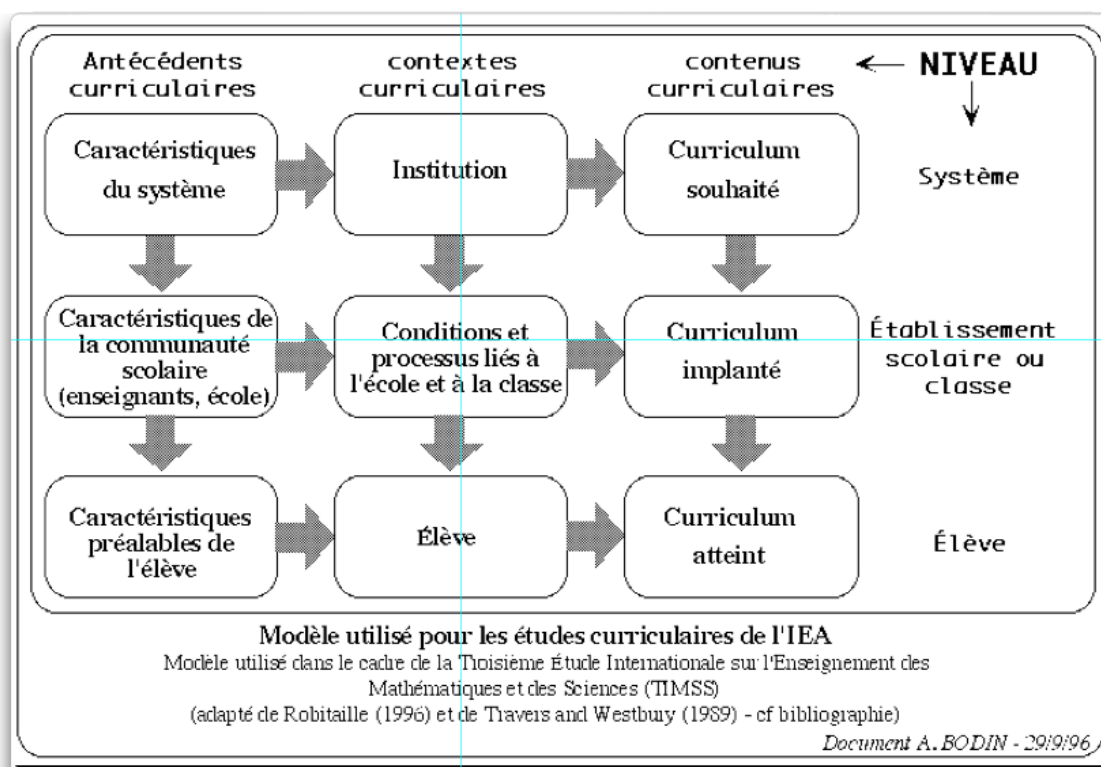 Antécédents curriculaires
contextes curriculaires
contenus curriculaires
NIVEAU
Caractéristiques
du système
Institution
Curriculum
souhaité
Système
Caractéristiques de
la communauté
scolaire
(enseignants, école)
Conditions et
processus liés à
l'école et à la classe
Curriculum
implanté
Établissement
scolaire ou
classe
Caractéristiques
préalables de
l'élève
Élève
Curriculum
atteint
Élève
Modèle utilisé pour les études curriculaires de l'IEA
Modèle utilisé dans le cadre de la Troisième Étude Internationale sur l'Enseignement des
Mathématiques et des Sciences (TIMSS)
(adapté de Robitaille (1996) et de Travers and Westbury (1989) - cf bibliographie)
Document A. BODIN - 29/9/96